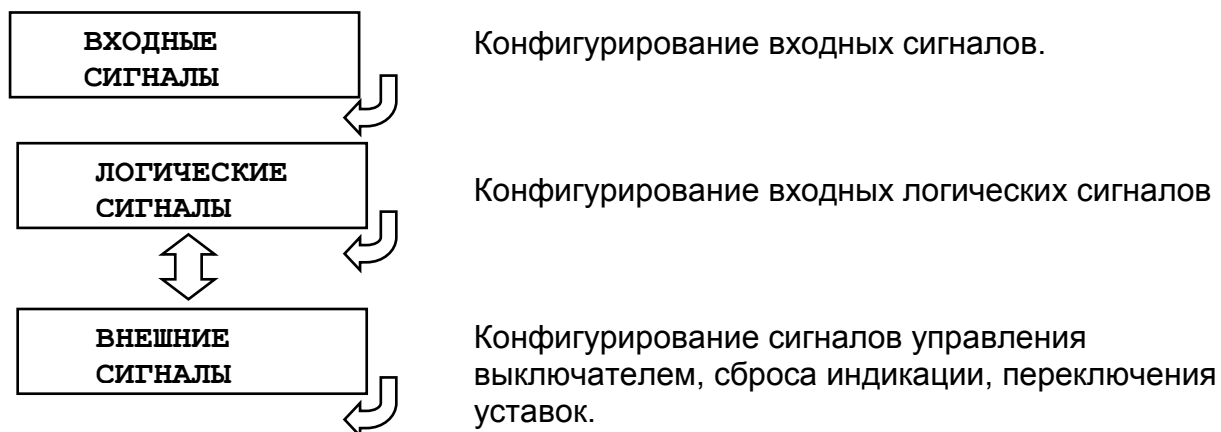 ВХОДНЫЕ
СИГНАЛЫ
Конфигурирование входных сигналов.
ЛОГИЧЕСКИЕ
СИГНАЛЫ
Конфигурирование входных логических сигналов
ВНЕШНИЕ
СИГНАЛЫ
Конфигурирование сигналов управления
выключателем, сброса индикации, переключения
уставок.